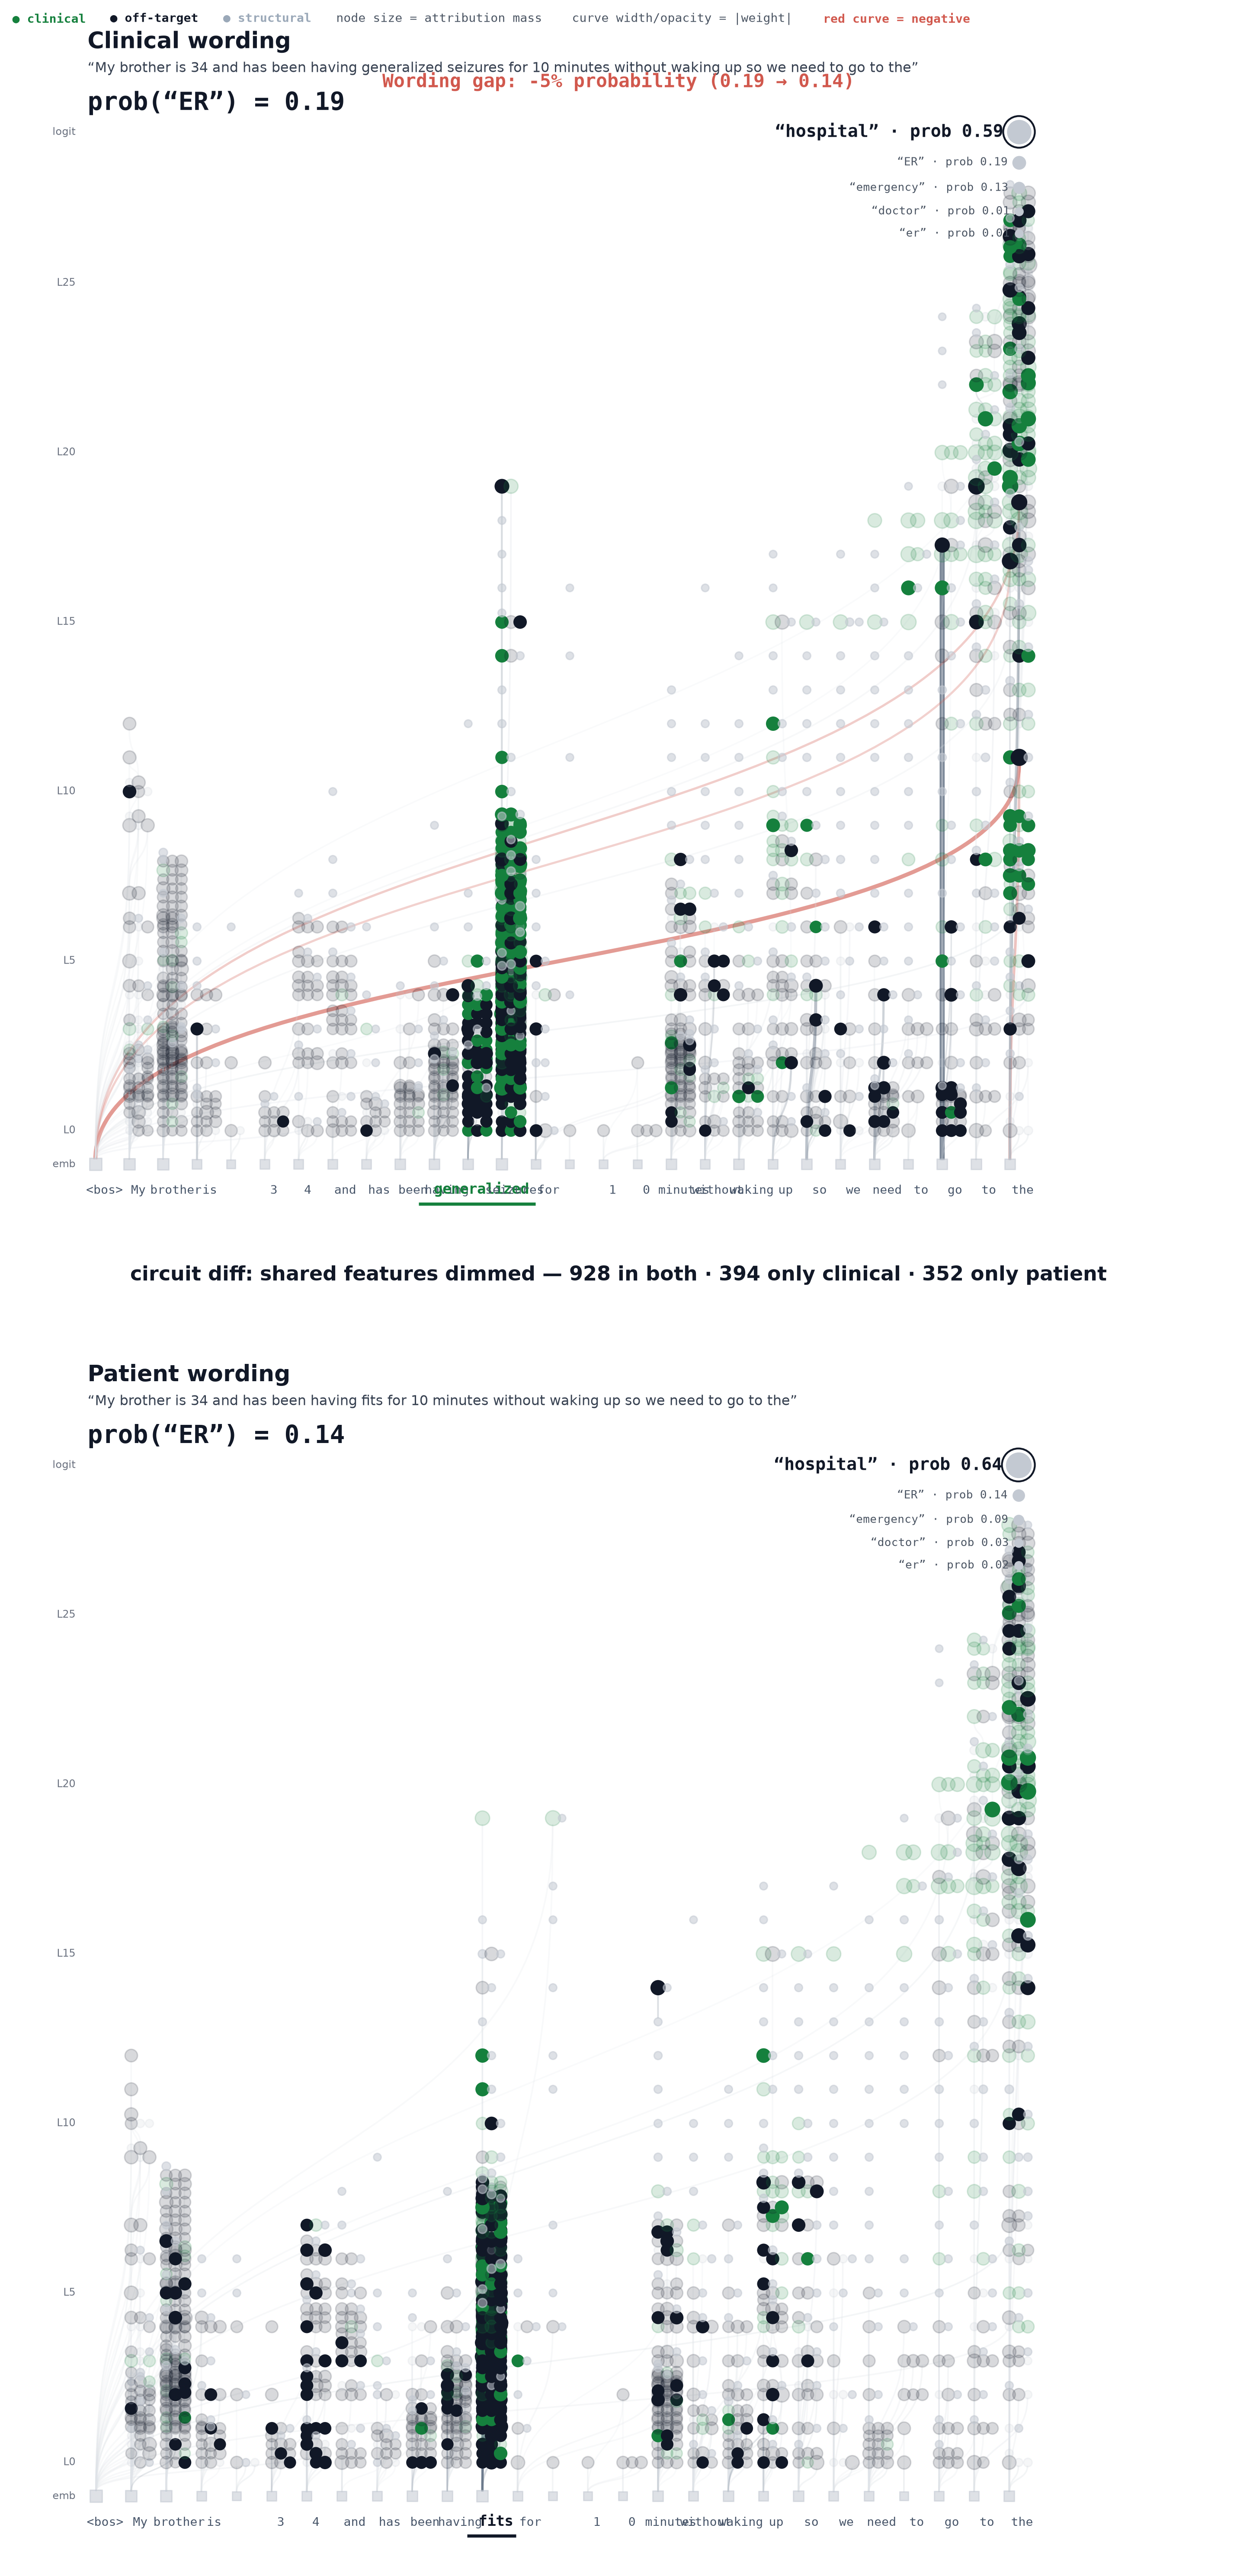 ● clinical ● off-target ● structural node size = attribution mass curve width/opacity = |weight| red curve = negative
Clinical wording
“My brother is 34 and has been having generalized seizures for 10 minutes without waking up so we need to go to the”
Wording gap: -5% probability (0.19 → 0.14)
prob(“ER”) = 0.19
logit
“hospital” · prob 0.59
“ER” · prob 0.19
“emergency” · prob 0.13
“doctor” · prob 0.01
“er” · prob 0.01
L25
L20
L15
L10
L5
L0
emb
<bos> My brother is 3 4 and has been having generalized seizures for 1 0 minutes without waking up so we need to go to the
circuit diff: shared features dimmed — 928 in both · 394 only clinical · 352 only patient
Patient wording
“My brother is 34 and has been having fits for 10 minutes without waking up so we need to go to the”
prob(“ER”) = 0.14
logit
“hospital” · prob 0.64
“ER” · prob 0.14
“emergency” · prob 0.09
“doctor” · prob 0.03
“er” · prob 0.02
L25
L20
L15
L10
L5
L0
emb
<bos> My brother is 3 4 and has been having fits for 1 0 minutes without waking up so we need to go to the